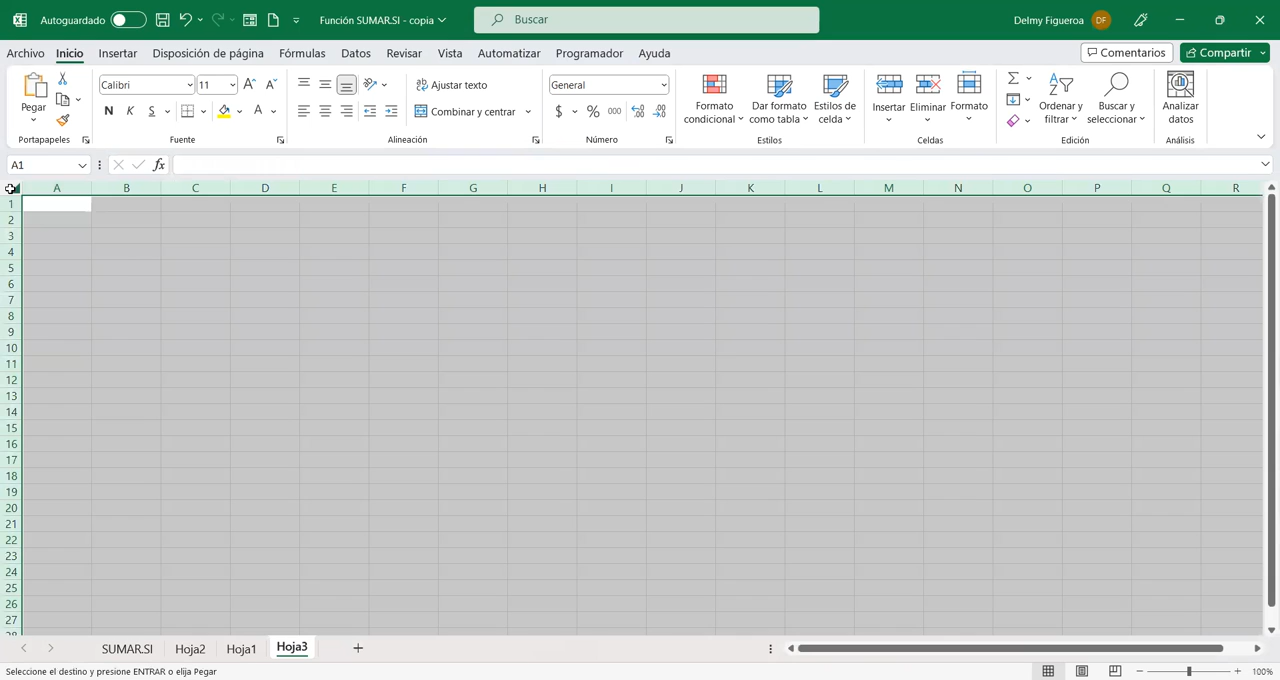 Autoguardado
Función SUMAR.SI - copia
Buscar
Delmy Figueroa
DF
Archivo Inicio Insertar Disposición de página Fórmulas Datos Revisar Vista Automatizar Programador Ayuda
Comentarios
Compartir
Pegar
Calibri 11
N K S
A
Ajustar texto
Combinar y centrar
General
$ % 000
Formato condicional
Dar formato como tabla
Estilos de celda
Insertar
Eliminar
Formato
Ordenar y filtrar
Buscar y seleccionar
Analizar datos
Portapapeles Fuente Alineación Número Estilos Celdas Edición Análisis
A1
fx
A B C D E F G H I J K L M N O P Q R
1
2
3
4
5
6
7
8
9
10
11
12
13
14
15
16
17
18
19
20
21
22
23
24
25
26
27
28
SUMAR.SI Hoja2 Hoja1 Hoja3
Seleccione el destino y presione ENTRAR o elija Pegar
100%